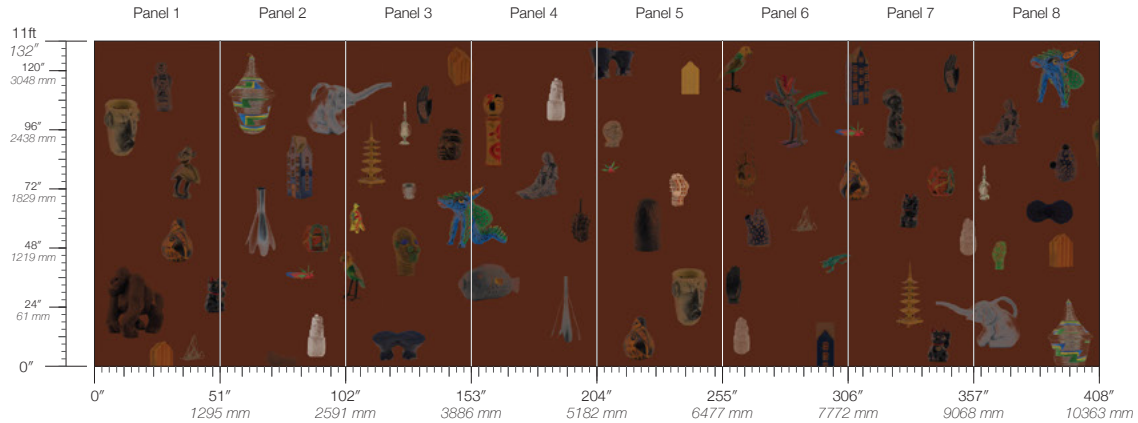 Panel 1 Panel 2 Panel 3 Panel 4 Panel 5 Panel 6 Panel 7 Panel 8
11ft
132″
120″
3048 mm
96″
2438 mm
72″
1829 mm
48″
1219 mm
24″
61 mm
0″
0″ 51″ 102″ 153″ 204″ 255″ 306″ 357″ 408″
1295 mm 2591 mm 3886 mm 5182 mm 6477 mm 7772 mm 9068 mm 10363 mm